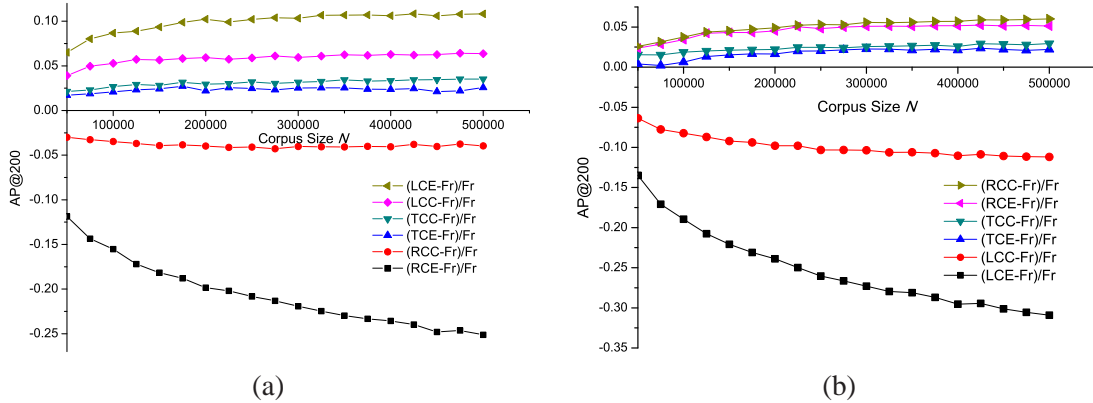 0.10
0.05
0.00
-0.05
-0.10
-0.15
-0.20
-0.25
AP@200
100000 200000 300000 400000 500000
Corpus Size N
(LCE-Fr)/Fr
(LCC-Fr)/Fr
(TCC-Fr)/Fr
(TCE-Fr)/Fr
(RCC-Fr)/Fr
(RCE-Fr)/Fr
(a)
0.05
0.00
-0.05
-0.10
-0.15
-0.20
-0.25
-0.30
-0.35
AP@200
100000 200000 300000 400000 500000
Corpus Size N
(RCC-Fr)/Fr
(RCE-Fr)/Fr
(TCC-Fr)/Fr
(TCE-Fr)/Fr
(LCC-Fr)/Fr
(LCE-Fr)/Fr
(b)